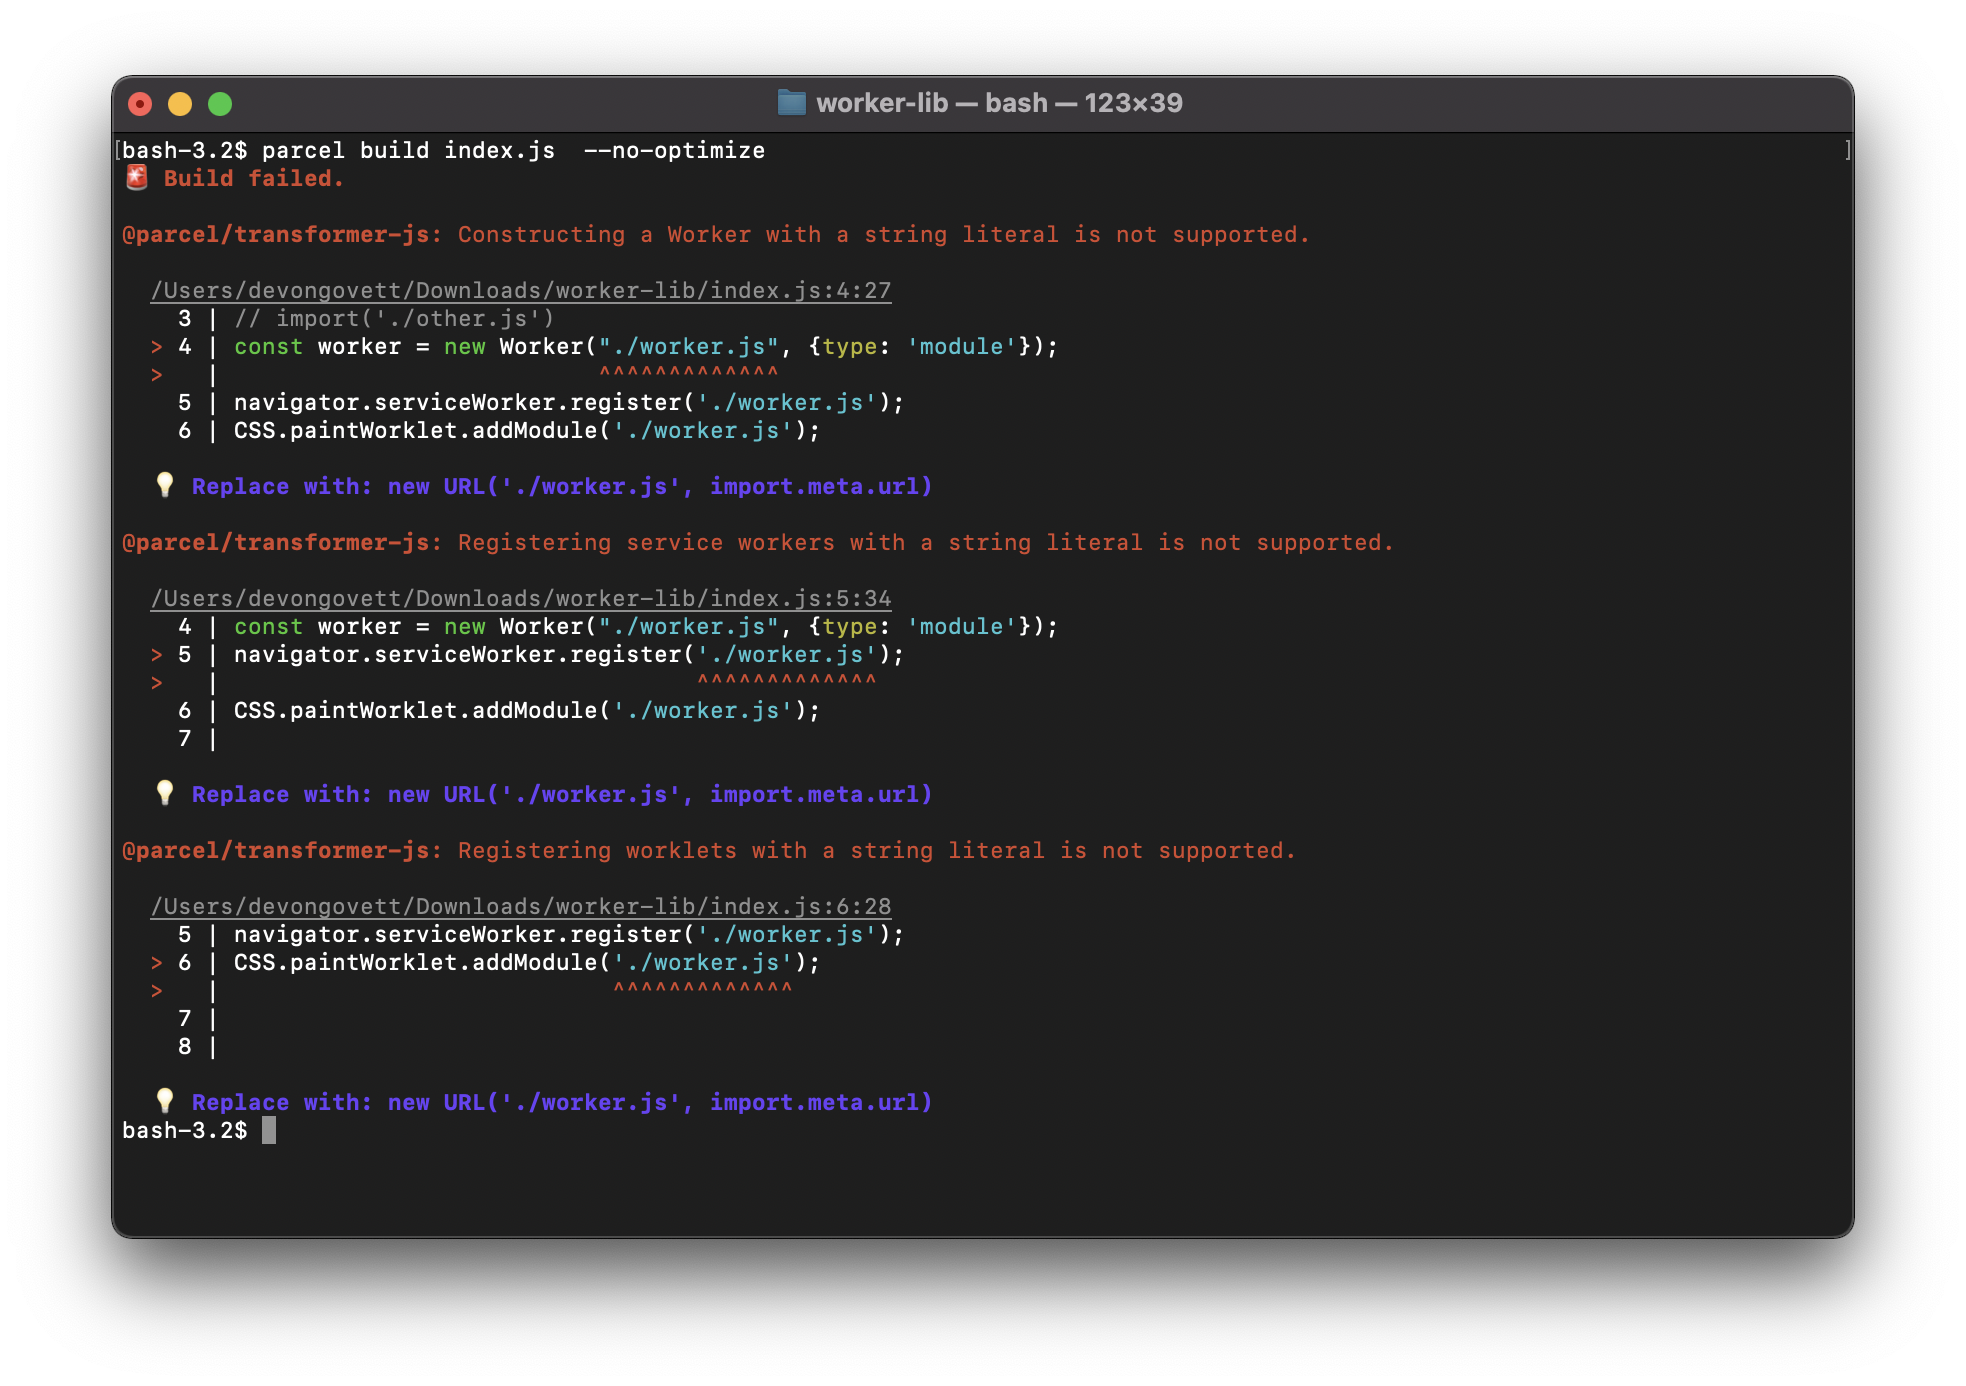 worker-lib — bash — 123×39
[bash-3.2$ parcel build index.js  --no-optimize ]
🚨 Build failed.
@parcel/transformer-js: Constructing a Worker with a string literal is not supported.
/Users/devongovett/Downloads/worker-lib/index.js:4:27
3 | // import('./other.js')
> 4 | const worker = new Worker("./worker.js", {type: 'module'});
>   |                           ^^^^^^^^^^^^^
5 | navigator.serviceWorker.register('./worker.js');
6 | CSS.paintWorklet.addModule('./worker.js');
💡 Replace with: new URL('./worker.js', import.meta.url)
@parcel/transformer-js: Registering service workers with a string literal is not supported.
/Users/devongovett/Downloads/worker-lib/index.js:5:34
4 | const worker = new Worker("./worker.js", {type: 'module'});
> 5 | navigator.serviceWorker.register('./worker.js');
>   |                                  ^^^^^^^^^^^^^
6 | CSS.paintWorklet.addModule('./worker.js');
7 |
💡 Replace with: new URL('./worker.js', import.meta.url)
@parcel/transformer-js: Registering worklets with a string literal is not supported.
/Users/devongovett/Downloads/worker-lib/index.js:6:28
5 | navigator.serviceWorker.register('./worker.js');
> 6 | CSS.paintWorklet.addModule('./worker.js');
>   |                            ^^^^^^^^^^^^^
7 |
8 |
💡 Replace with: new URL('./worker.js', import.meta.url)
bash-3.2$